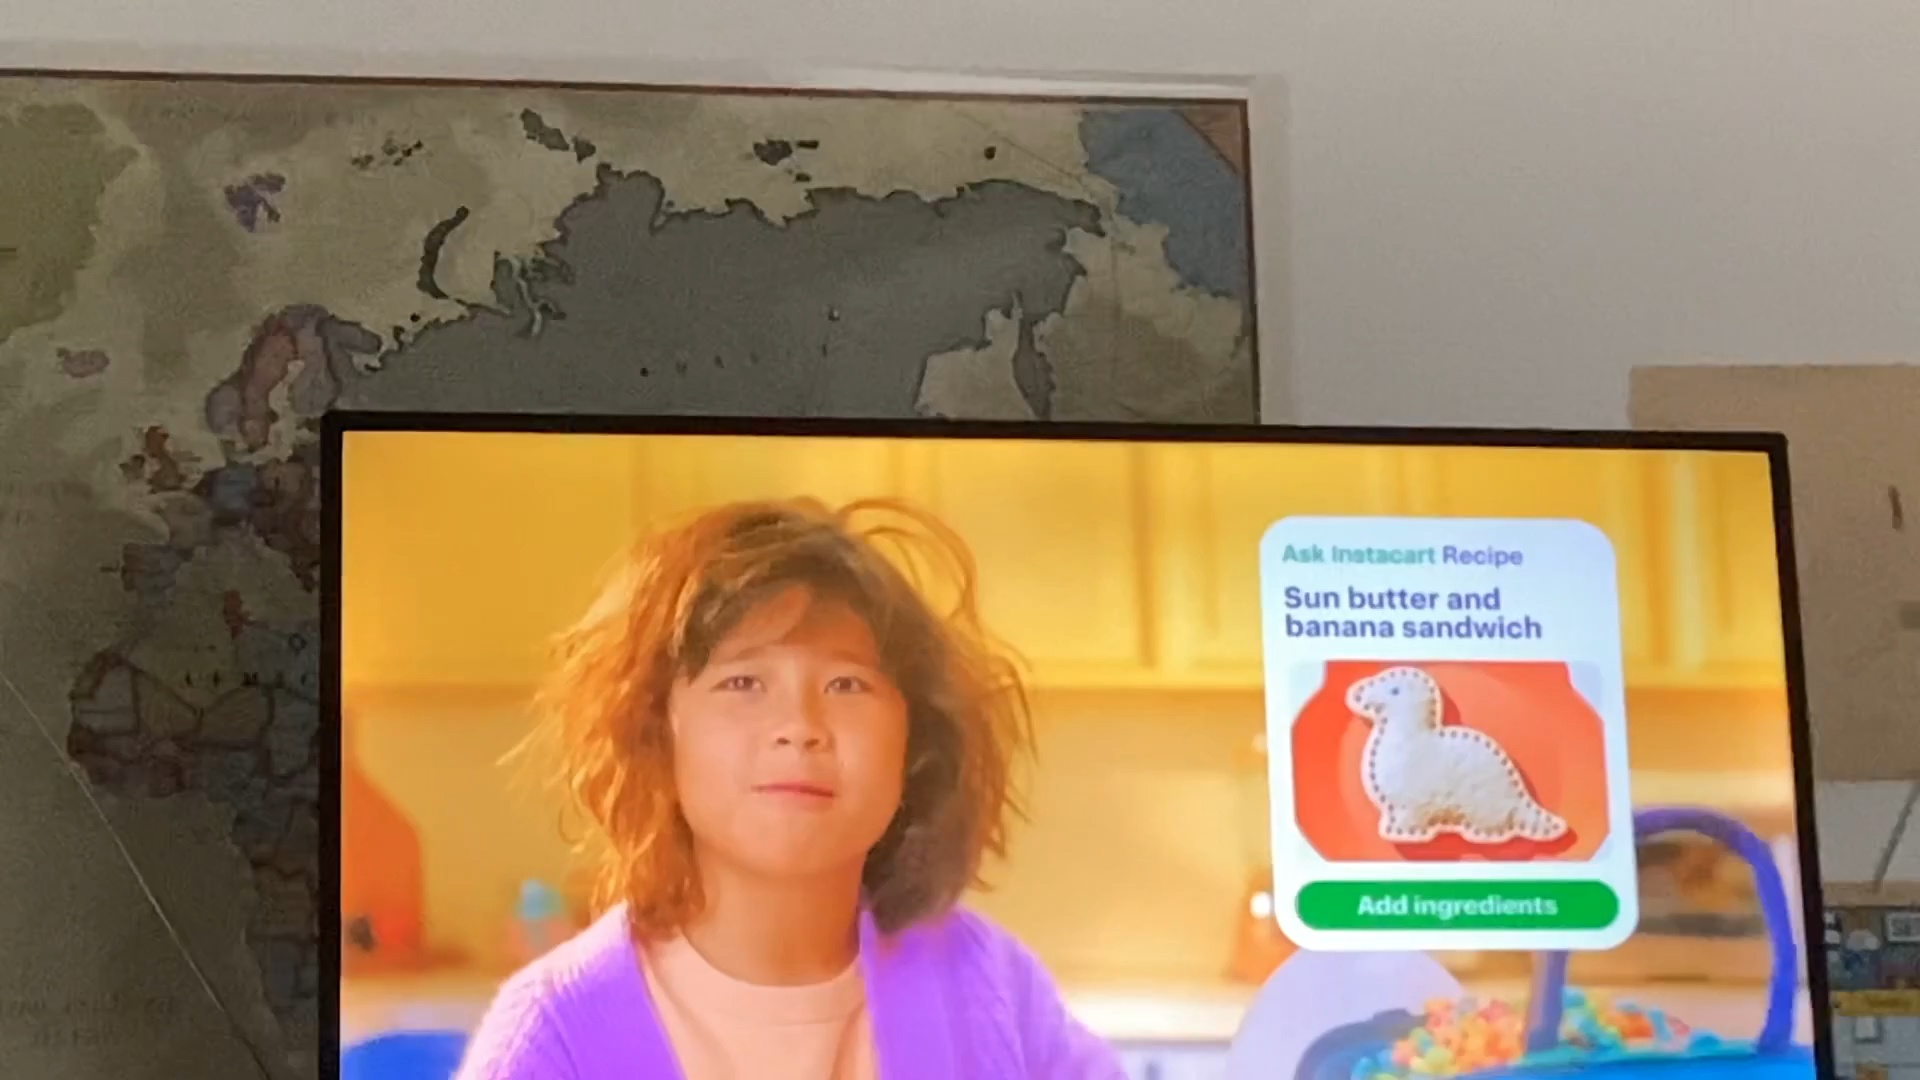 Ask Instacart Recipe
Sun butter and
banana sandwich
Add ingredients